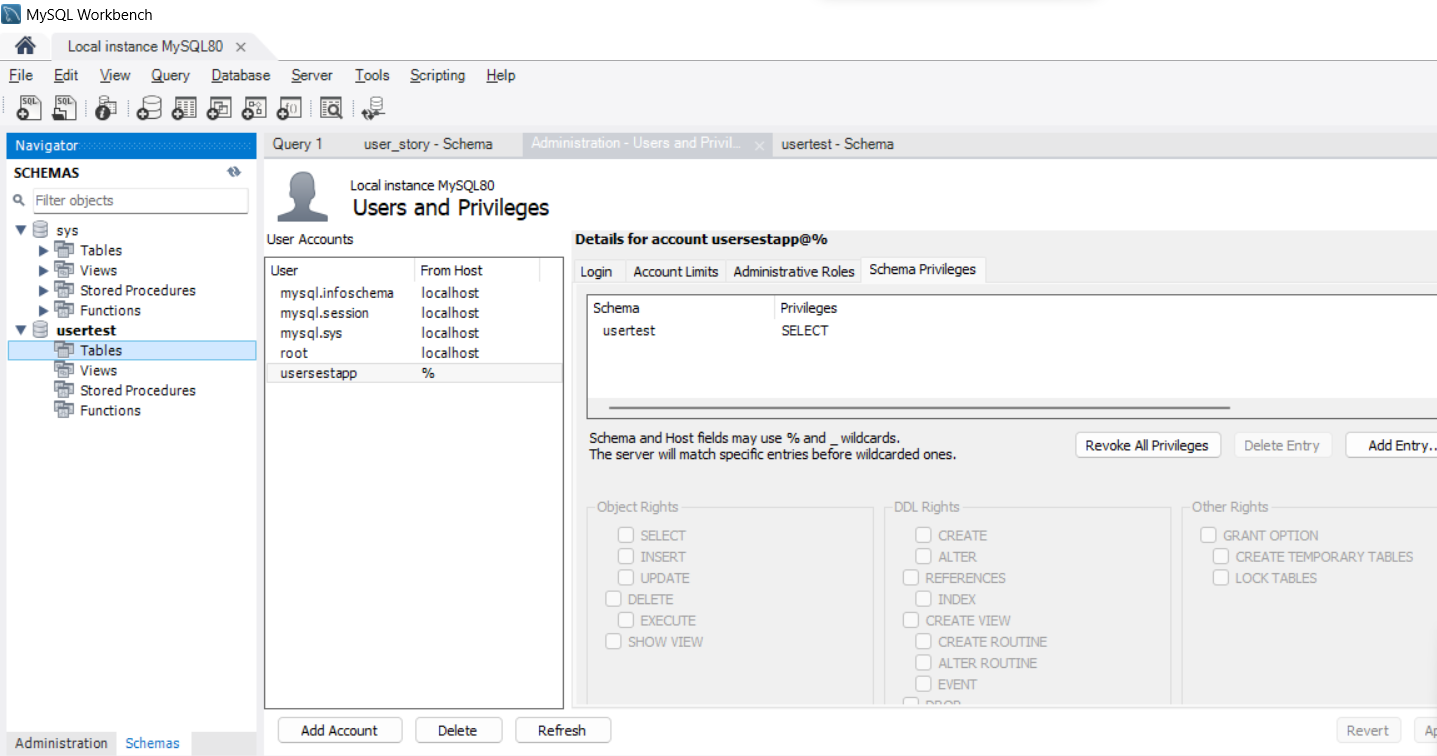 MySQL Workbench
Local instance MySQL80
File Edit View Query Database Server Tools Scripting Help
Navigator
SCHEMAS
Filter objects
sys
Tables
Views
Stored Procedures
Functions
usertest
Tables
Views
Stored Procedures
Functions
Administration Schemas
Query 1 user_story - Schema Administration - Users and Privil... usertest - Schema
Local instance MySQL80
Users and Privileges
User Accounts
User From Host
mysql.infoschema localhost
mysql.session localhost
mysql.sys localhost
root localhost
usersestapp %
Add Account Delete Refresh
Details for account usersestapp@%
Login Account Limits Administrative Roles Schema Privileges
Schema Privileges
usertest SELECT
Schema and Host fields may use % and _ wildcards.
The server will match specific entries before wildcarded ones.
Revoke All Privileges Delete Entry Add Entry..
Object Rights
SELECT
INSERT
UPDATE
DELETE
EXECUTE
SHOW VIEW
DDL Rights
CREATE
ALTER
REFERENCES
INDEX
CREATE VIEW
CREATE ROUTINE
ALTER ROUTINE
EVENT
DROP
Other Rights
GRANT OPTION
CREATE TEMPORARY TABLES
LOCK TABLES
Revert